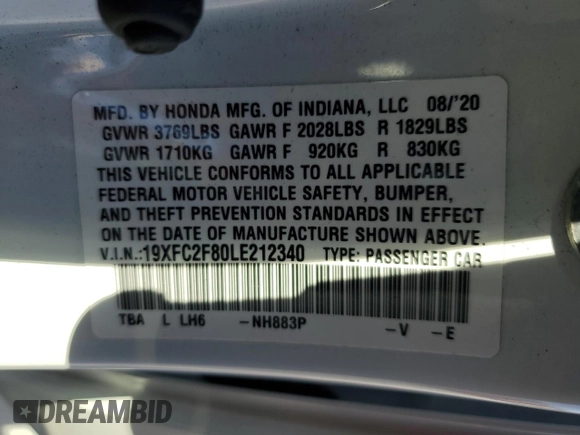 MFD. BY HONDA MFG. OF INDIANA, LLC 08/'20
GVWR 3769LBS GAWR F 2028LBS R 1829LBS
GVWR 1710KG GAWR F 920KG R 830KG
THIS VEHICLE CONFORMS TO ALL APPLICABLE
FEDERAL MOTOR VEHICLE SAFETY, BUMPER,
AND THEFT PREVENTION STANDARDS IN EFFECT
ON THE DATE OF MANUFACTURE SHOWN ABOVE.
V.I.N.:19XFC2F80LE212340 TYPE: PASSENGER CAR
TBA L LH6 -NH883P -V -E
DREAMBID